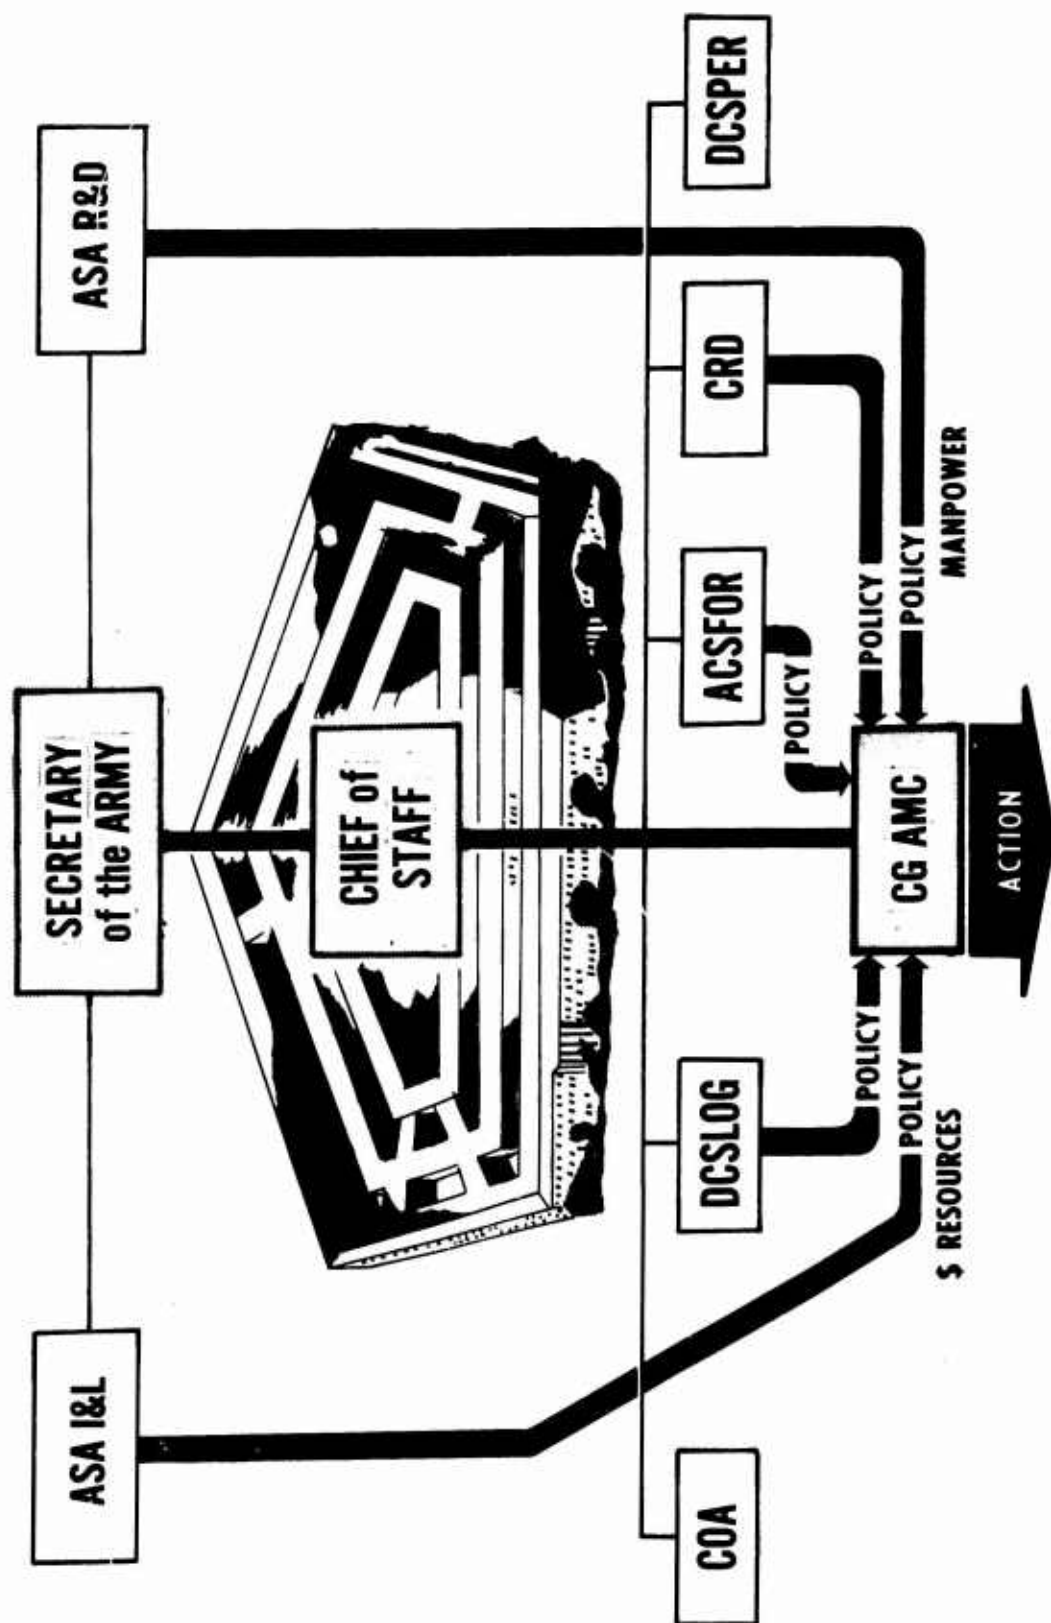 SECRETARY
of the ARMY
ASA I&L
ASA R&D
CHIEF of
STAFF
COA
DCSLOG
ACSFOR
CRD
DCSPER
POLICY
POLICY
POLICY
POLICY
POLICY
$ RESOURCES
MANPOWER
CG AMC
ACTION